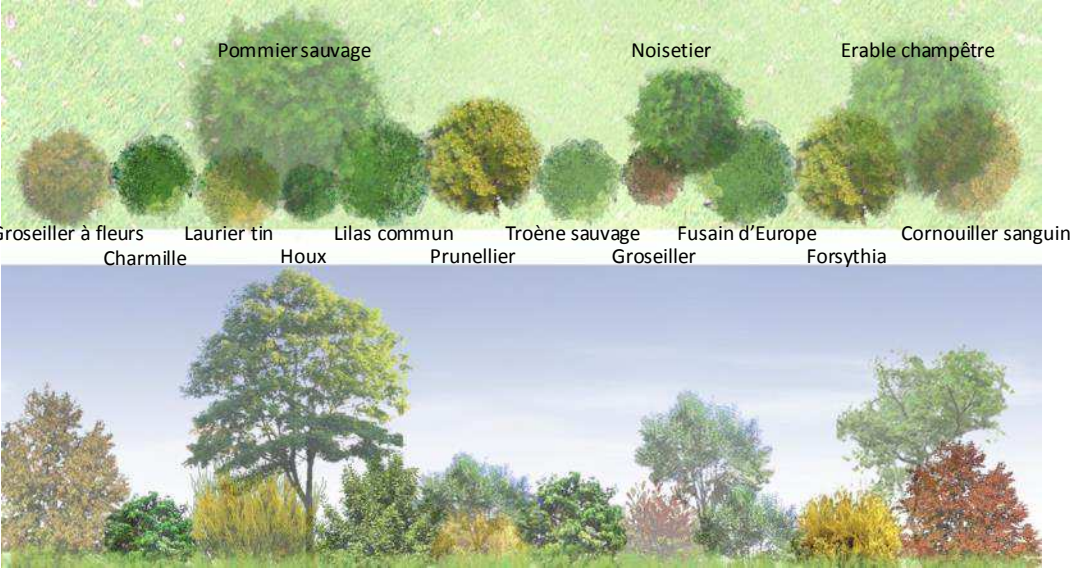 Pommier sauvage Noisetier Erable champêtre
Groseiller à fleurs Laurier tin Lilas commun Troène sauvage Fusain d’Europe Cornouiller sanguin
Charmille Houx Prunellier Groseiller Forsythia